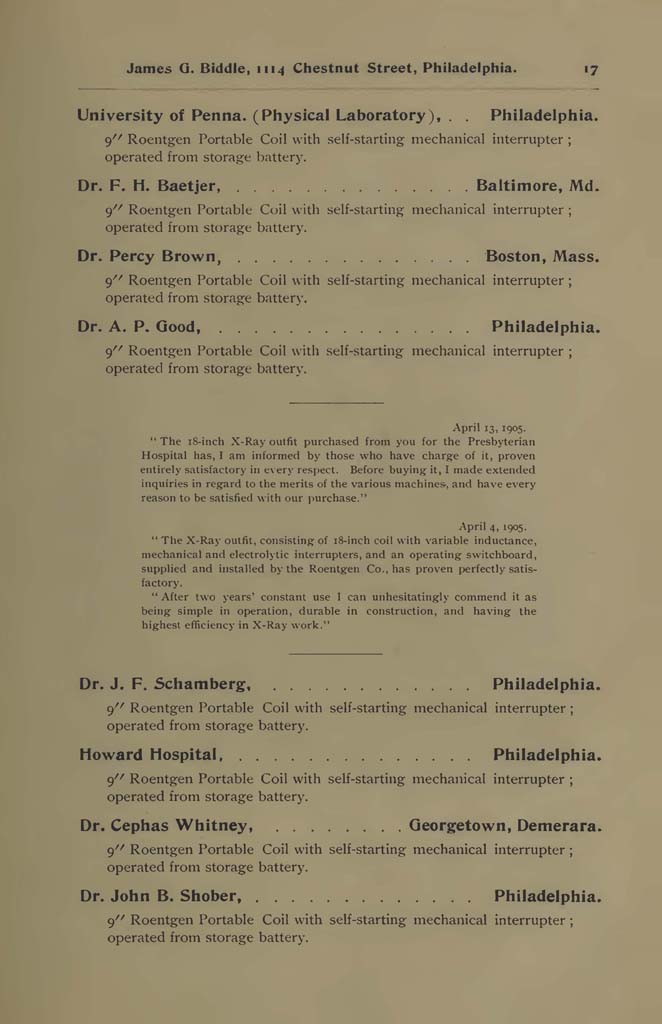 James G. Biddle, 1114 Chestnut Street, Philadelphia. 17
University of Penna. (Physical Laboratory), . . Philadelphia.
9″ Roentgen Portable Coil with self-starting mechanical interrupter ;
operated from storage battery.
Dr. F. H. Baetjer, . . . . . . . . . . . . . . Baltimore, Md.
9″ Roentgen Portable Coil with self-starting mechanical interrupter ;
operated from storage battery.
Dr. Percy Brown, . . . . . . . . . . . . . . Boston, Mass.
9″ Roentgen Portable Coil with self-starting mechanical interrupter ;
operated from storage battery.
Dr. A. P. Good, . . . . . . . . . . . . . . . Philadelphia.
9″ Roentgen Portable Coil with self-starting mechanical interrupter ;
operated from storage battery.
April 13, 1905.
“ The 18-inch X-Ray outfit purchased from you for the Presbyterian
Hospital has, I am informed by those who have charge of it, proven
entirely satisfactory in every respect. Before buying it, I made extended
inquiries in regard to the merits of the various machines, and have every
reason to be satisfied with our purchase.”
April 4, 1905.
“ The X-Ray outfit, consisting of 18-inch coil with variable inductance,
mechanical and electrolytic interrupters, and an operating switchboard,
supplied and installed by the Roentgen Co., has proven perfectly satis-
factory.
“ After two years’ constant use I can unhesitatingly commend it as
being simple in operation, durable in construction, and having the
highest efficiency in X-Ray work.”
Dr. J. F. Schamberg, . . . . . . . . . . . . Philadelphia.
9″ Roentgen Portable Coil with self-starting mechanical interrupter ;
operated from storage battery.
Howard Hospital, . . . . . . . . . . . . . . Philadelphia.
9″ Roentgen Portable Coil with self-starting mechanical interrupter ;
operated from storage battery.
Dr. Cephas Whitney, . . . . . . . . Georgetown, Demerara.
9″ Roentgen Portable Coil with self-starting mechanical interrupter ;
operated from storage battery.
Dr. John B. Shober, . . . . . . . . . . . . . Philadelphia.
9″ Roentgen Portable Coil with self-starting mechanical interrupter ;
operated from storage battery.